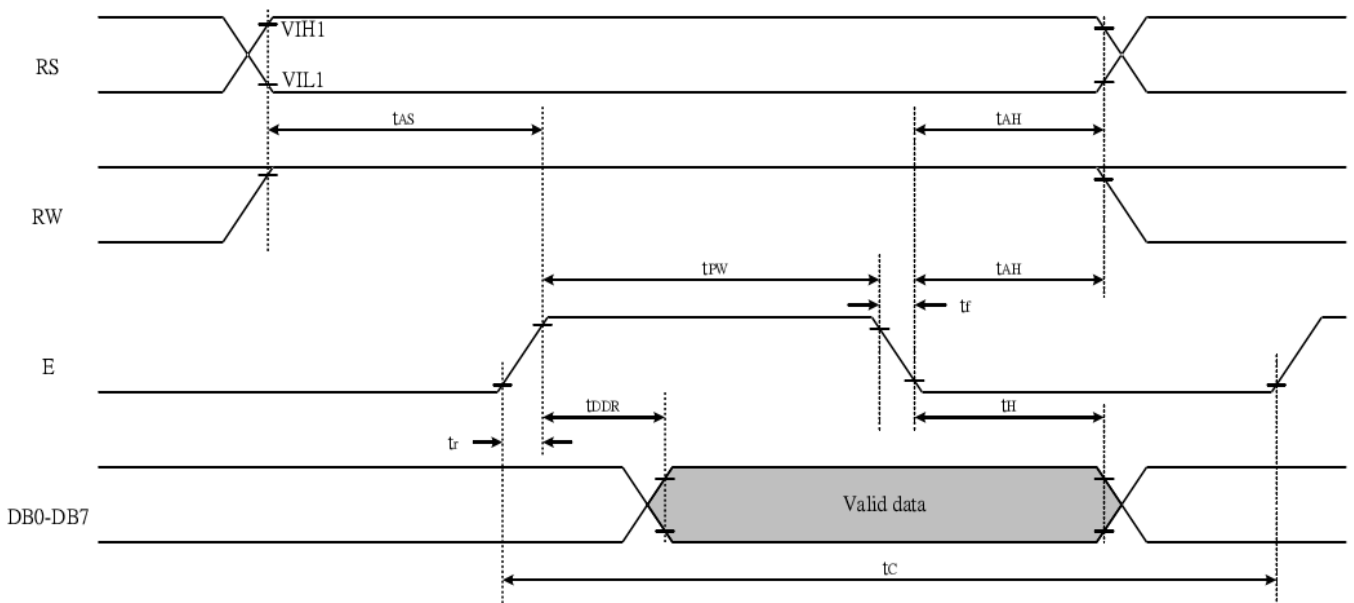 VIH1
RS
VIL1
tAS
tAH
RW
tPW
tAH
tf
E
tDDR
tH
tr
Valid data
DB0-DB7
tC